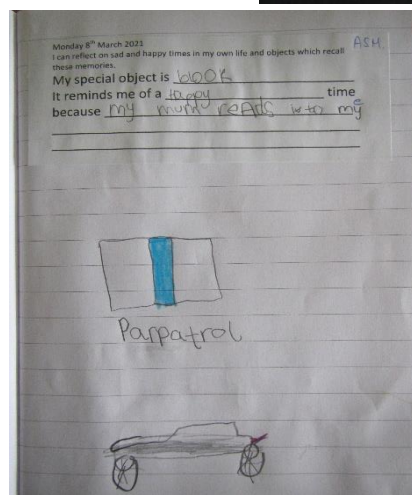 Monday 8th March 2021
ASM
I can reflect on sad and happy times in my own life and objects which recall
these memories.
My special object is book
It reminds me of a happy time
because my mum reads it to my e
Parpatrol